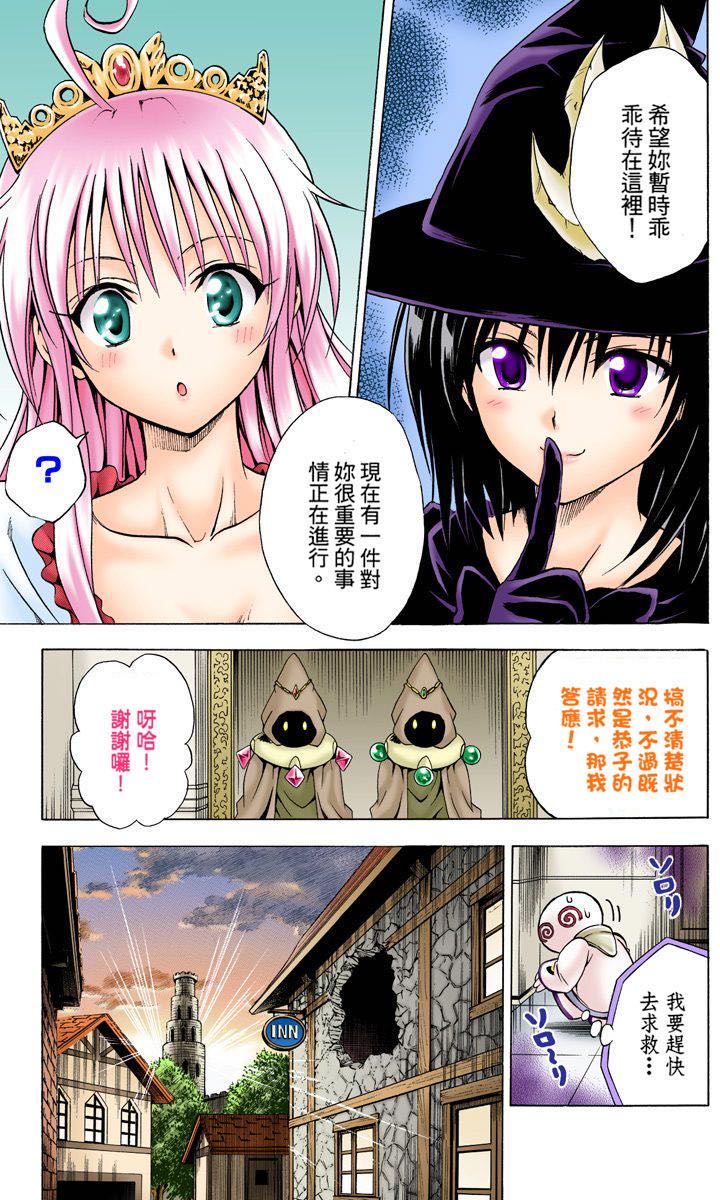 希望妳暫時乖
乖待在這裡！
現在有一件對
妳很重要的事
情正在進行。
？
搞不清楚狀
況，不過既
然是恭子的
請求，那我
答應！
呀哈！
謝謝囉！
ソロリ
我要趕快
去求救…
ソロ〜リ
INN